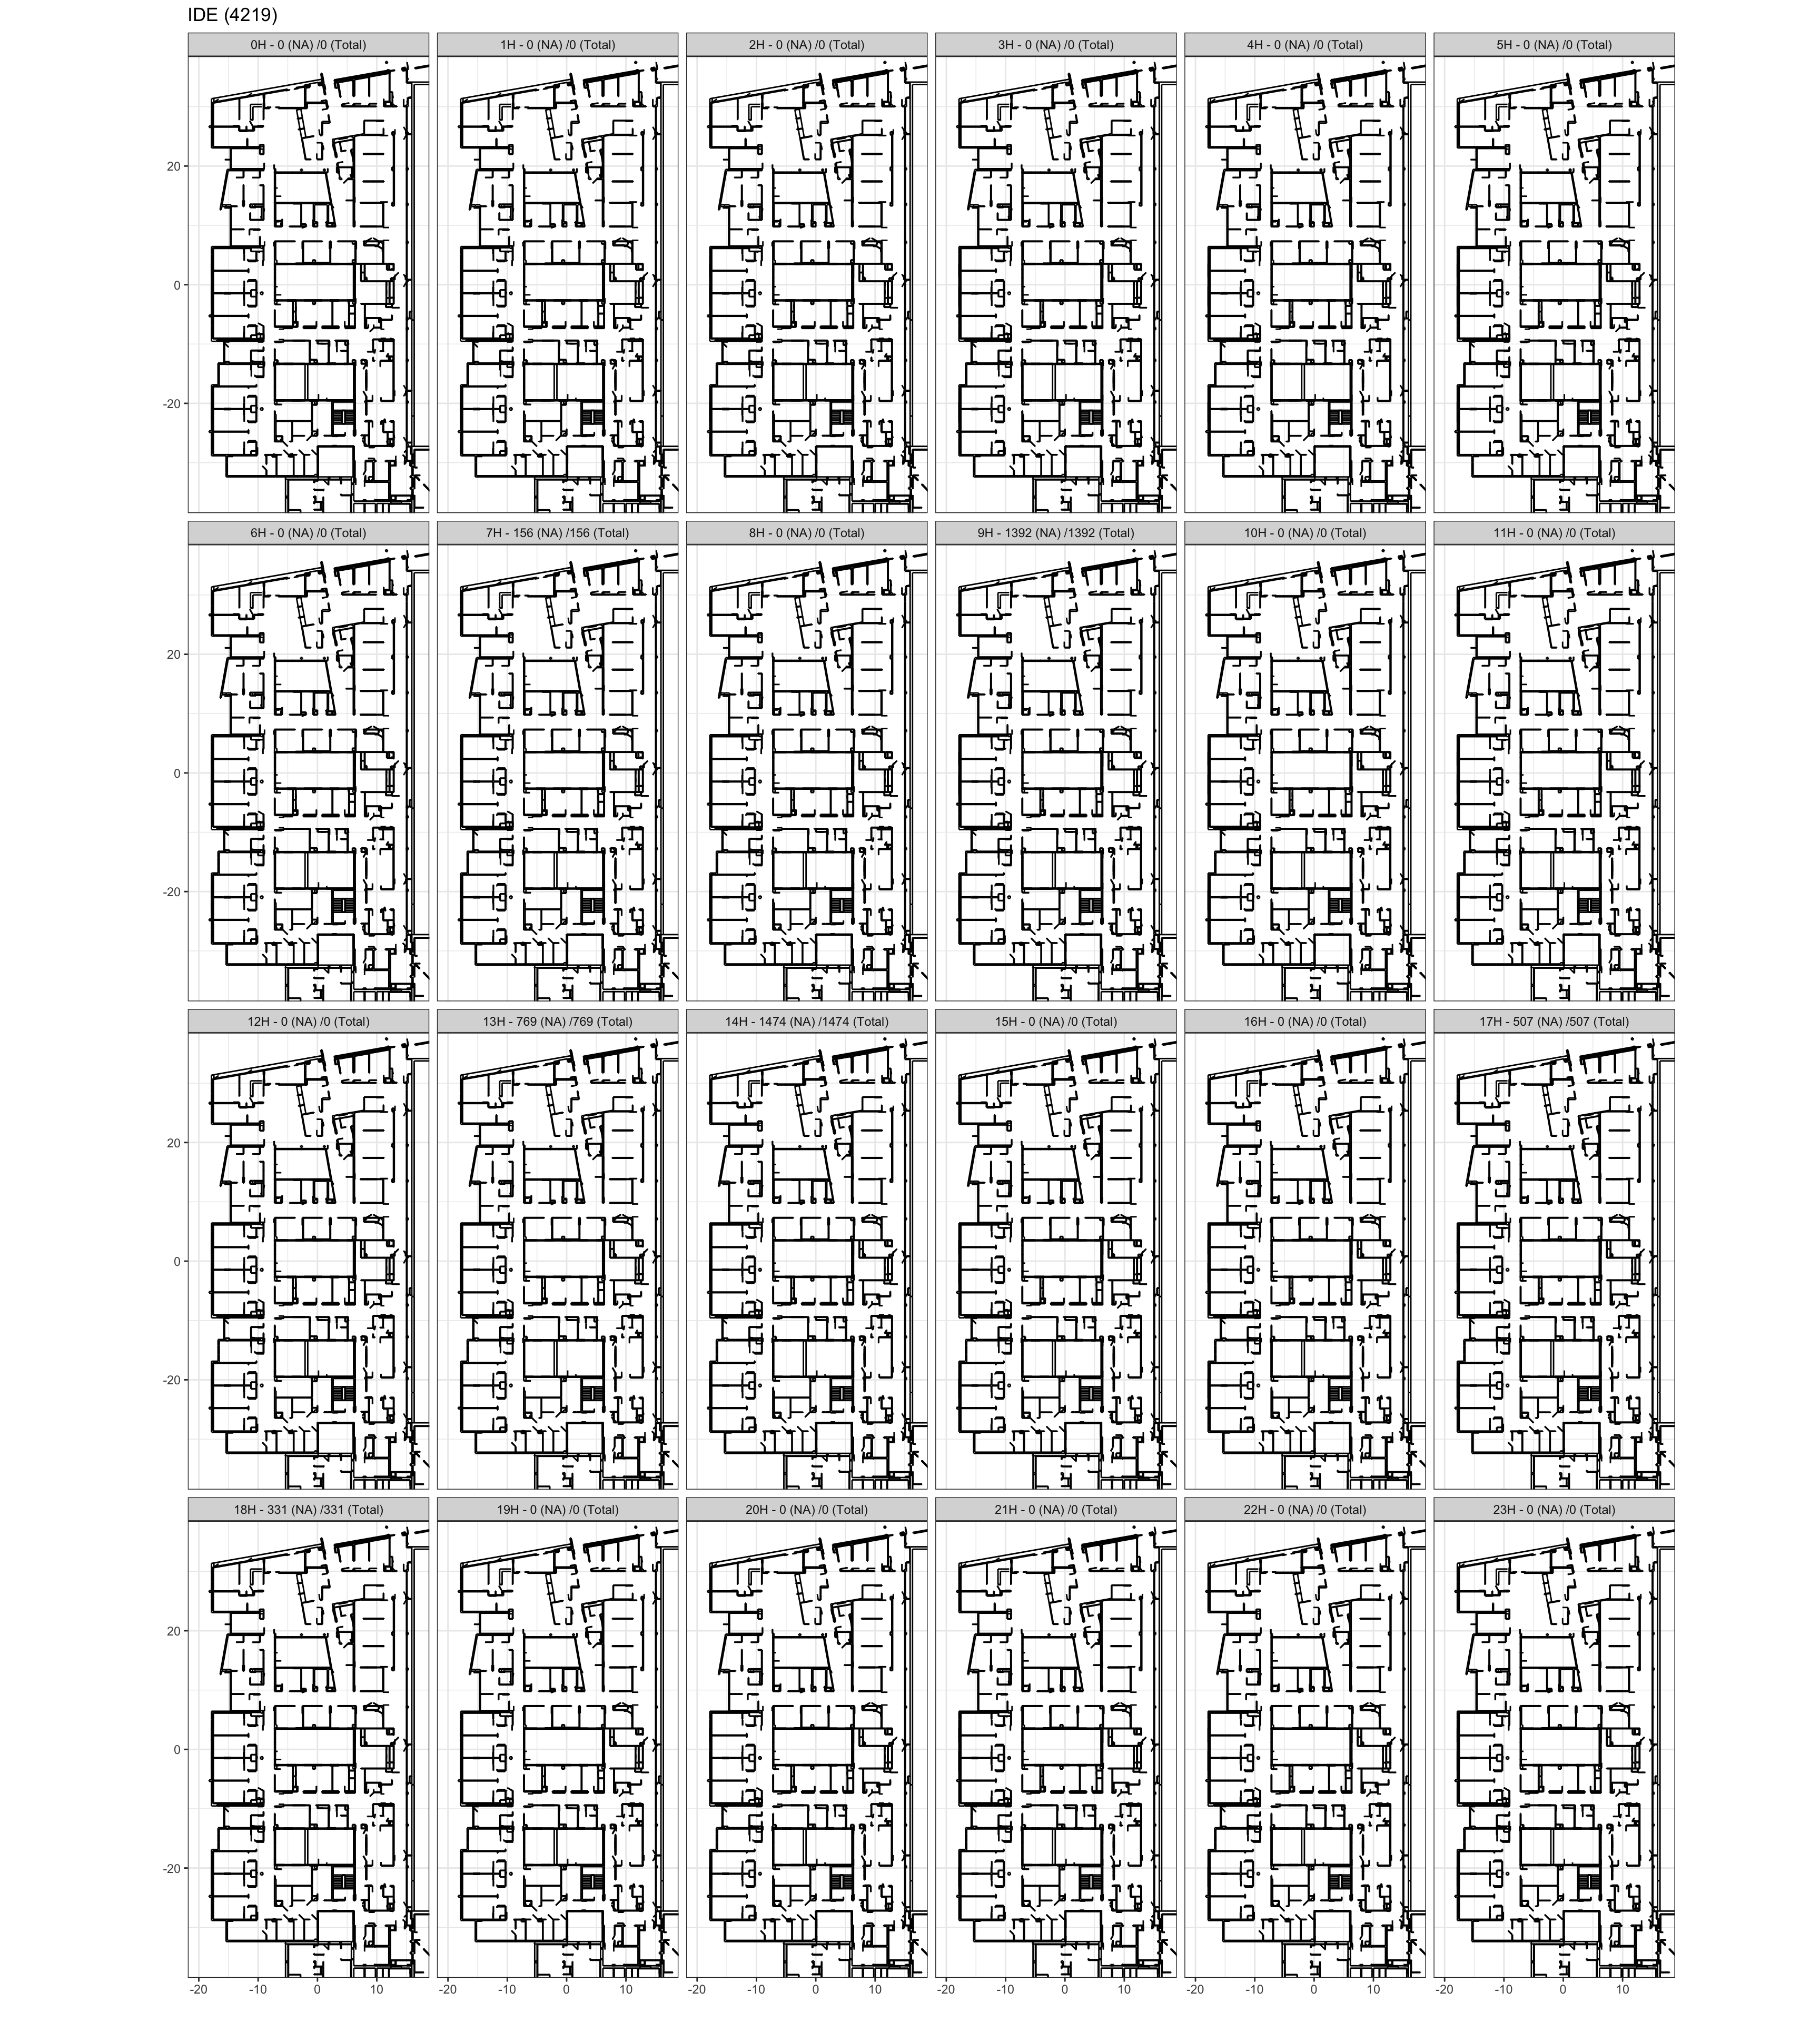 IDE (4219)
0H - 0 (NA) /0 (Total) 1H - 0 (NA) /0 (Total) 2H - 0 (NA) /0 (Total) 3H - 0 (NA) /0 (Total) 4H - 0 (NA) /0 (Total) 5H - 0 (NA) /0 (Total)
20
0
-20
6H - 0 (NA) /0 (Total) 7H - 156 (NA) /156 (Total) 8H - 0 (NA) /0 (Total) 9H - 1392 (NA) /1392 (Total) 10H - 0 (NA) /0 (Total) 11H - 0 (NA) /0 (Total)
20
0
-20
12H - 0 (NA) /0 (Total) 13H - 769 (NA) /769 (Total) 14H - 1474 (NA) /1474 (Total) 15H - 0 (NA) /0 (Total) 16H - 0 (NA) /0 (Total) 17H - 507 (NA) /507 (Total)
20
0
-20
18H - 331 (NA) /331 (Total) 19H - 0 (NA) /0 (Total) 20H - 0 (NA) /0 (Total) 21H - 0 (NA) /0 (Total) 22H - 0 (NA) /0 (Total) 23H - 0 (NA) /0 (Total)
20
0
-20
-20 -10 0 10 -20 -10 0 10 -20 -10 0 10 -20 -10 0 10 -20 -10 0 10 -20 -10 0 10